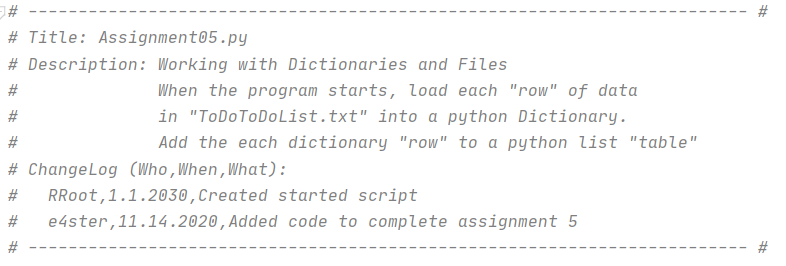 # ------------------------------------------------------------------------ #
# Title: Assignment05.py
# Description: Working with Dictionaries and Files
#              When the program starts, load each "row" of data
#              in "ToDoToDoList.txt" into a python Dictionary.
#              Add the each dictionary "row" to a python list "table"
# ChangeLog (Who,When,What):
#   RRoot,1.1.2030,Created started script
#   e4ster,11.14.2020,Added code to complete assignment 5
# ------------------------------------------------------------------------ #